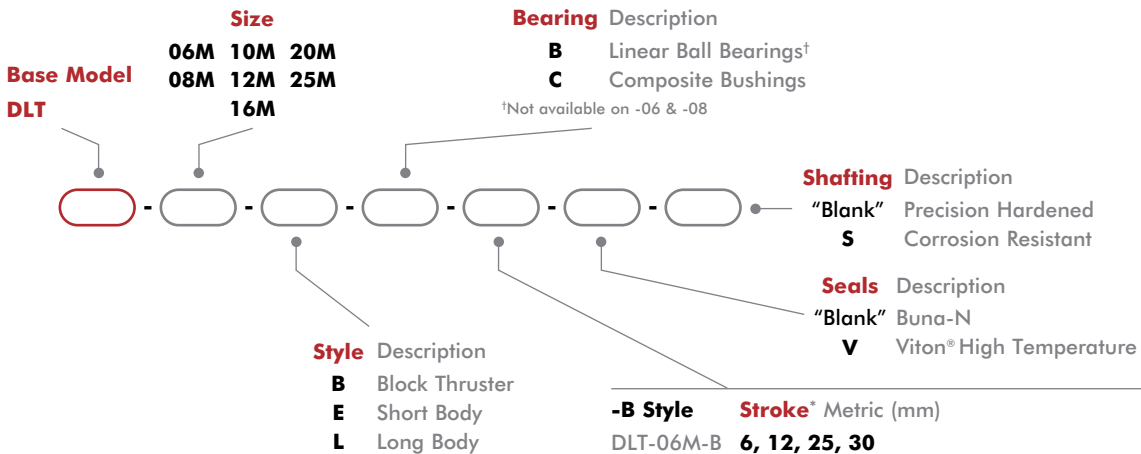 Size
06M 10M 20M
08M 12M 25M
16M
Base Model
DLT
Bearing Description
B Linear Ball Bearings†
C Composite Bushings
†Not available on -06 & -08
- - - - - -
Shafting Description
"Blank" Precision Hardened
S Corrosion Resistant
Seals Description
"Blank" Buna-N
V Viton® High Temperature
Style Description
B Block Thruster
E Short Body
L Long Body
-B Style Stroke* Metric (mm)
DLT-06M-B 6, 12, 25, 30